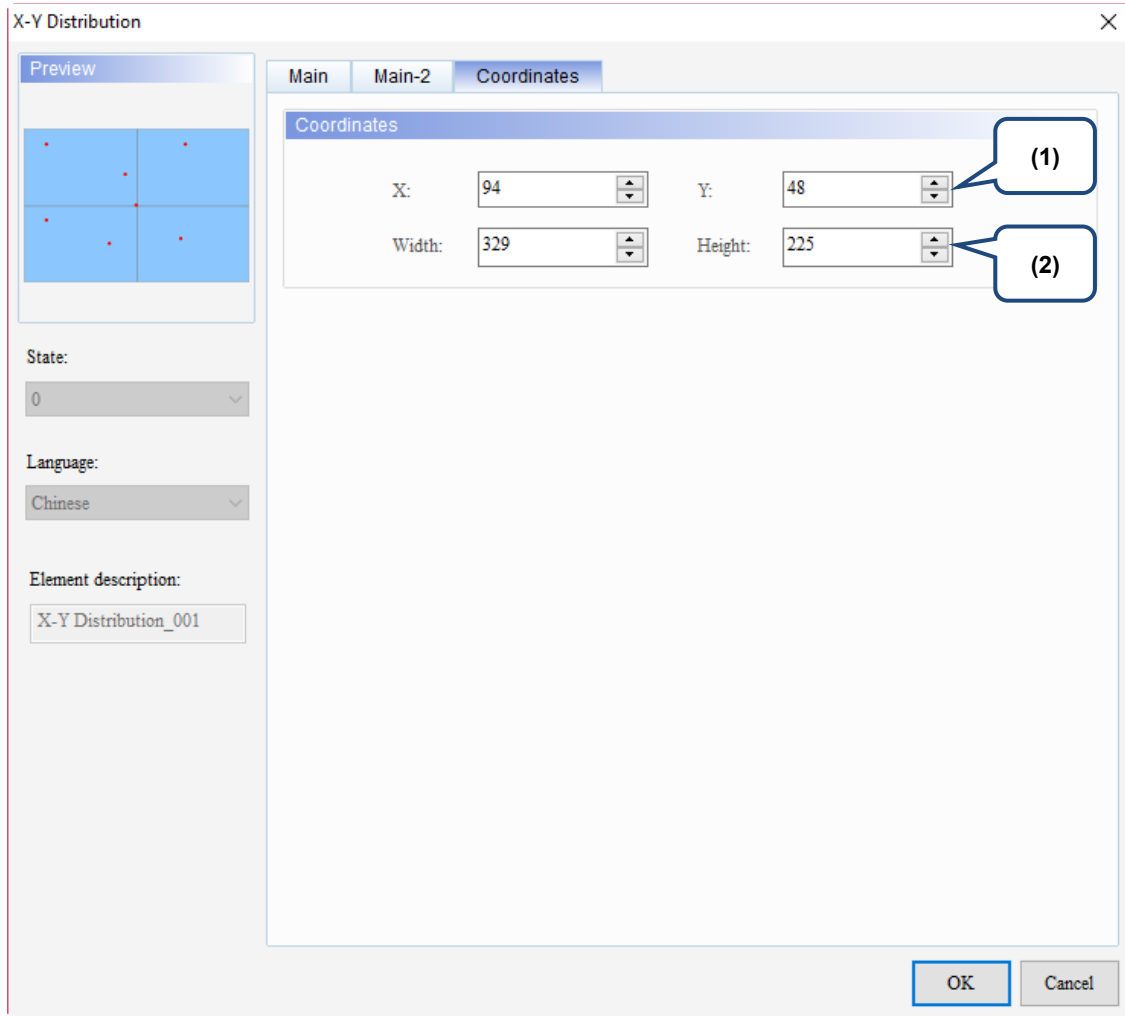 X-Y Distribution
Preview
Main Main-2 Coordinates
Coordinates
(1)
X: 94 Y: 48
Width: 329 Height: 225
(2)
State:
0
Language:
Chinese
Element description:
X-Y Distribution_001
OK Cancel